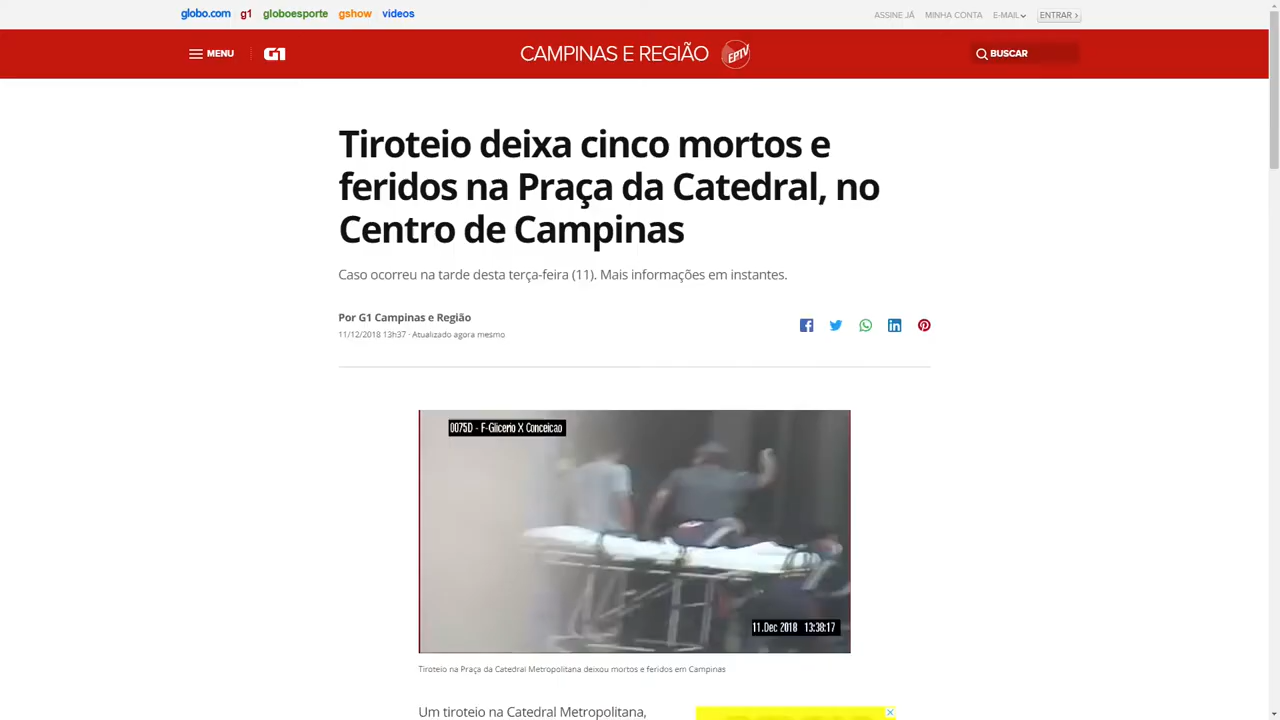 globo.com g1 globoesporte gshow videos
ASSINE JÁ MINHA CONTA E-MAIL ENTRAR ›
MENU G1 CAMPINAS E REGIÃO EPTV BUSCAR
Tiroteio deixa cinco mortos e
feridos na Praça da Catedral, no
Centro de Campinas
Caso ocorreu na tarde desta terça-feira (11). Mais informações em instantes.
Por G1 Campinas e Região
11/12/2018 13h37 · Atualizado agora mesmo
0075D - F-Glicerio X Conceicao
11.Dec 2018 13:38:17
Tiroteio na Praça da Catedral Metropolitana deixou mortos e feridos em Campinas
Um tiroteio na Catedral Metropolitana,